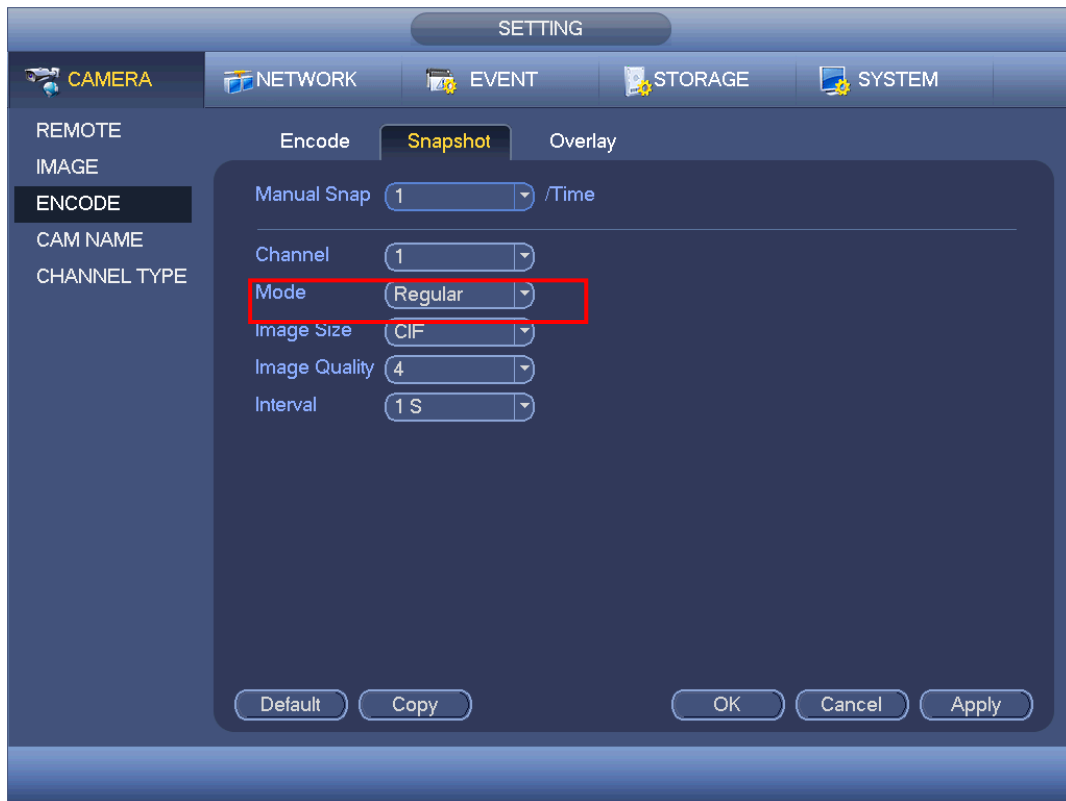 SETTING
CAMERA NETWORK EVENT STORAGE SYSTEM
REMOTE
IMAGE
ENCODE
CAM NAME
CHANNEL TYPE
Encode Snapshot Overlay
Manual Snap 1 /Time
Channel 1
Mode Regular
Image Size CIF
Image Quality 4
Interval 1 S
Default Copy OK Cancel Apply